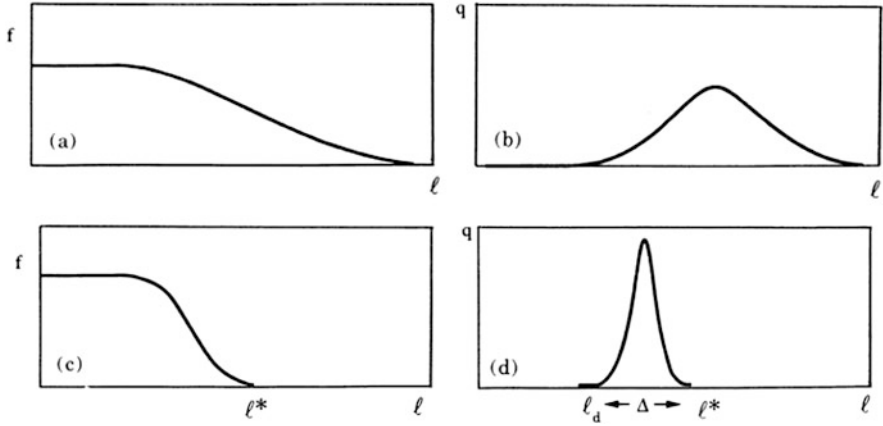 f
(a)
ℓ
q
(b)
ℓ
f
(c)
ℓ* ℓ
q
(d)
ℓd ← Δ → ℓ* ℓ